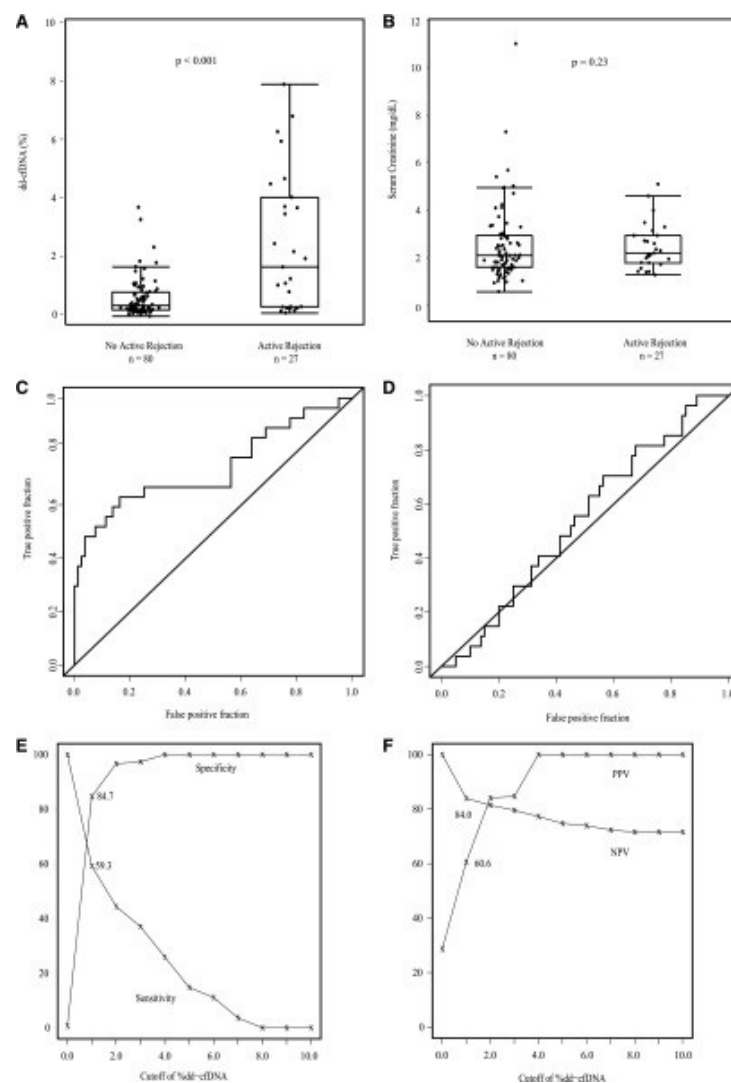 A
p < 0.001
dd-cfDNA (%)
10
8
6
4
2
0
No Active Rejection
n = 80
Active Rejection
n = 27
B
p = 0.23
Serum Creatinine (mg/dL)
12
10
8
6
4
2
0
No Active Rejection
n = 80
Active Rejection
n = 27
C
True positive fraction
1.0
0.8
0.6
0.4
0.2
0.0
0.0 0.2 0.4 0.6 0.8 1.0
False positive fraction
D
True positive fraction
1.0
0.8
0.6
0.4
0.2
0.0
0.0 0.2 0.4 0.6 0.8 1.0
False positive fraction
E
100
80
60
40
20
0
Specificity
84.7
59.3
Sensitivity
0.0 2.0 4.0 6.0 8.0 10.0
Cutoff of %dd-cfDNA
F
100
80
60
40
20
0
PPV
84.0
NPV
60.6
0.0 2.0 4.0 6.0 8.0 10.0
Cutoff of %dd-cfDNA